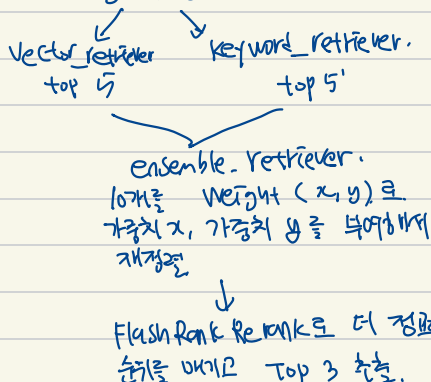 vector_retriever
top 5
keyword_retriever.
top 5
ensemble_retriever.
10개를 weight (x, y)로
가중치 x, 가중치 y를 부여해서
재정렬
FlashRank Rerank로 더 정교
순위를 매기고 Top 3 추출.